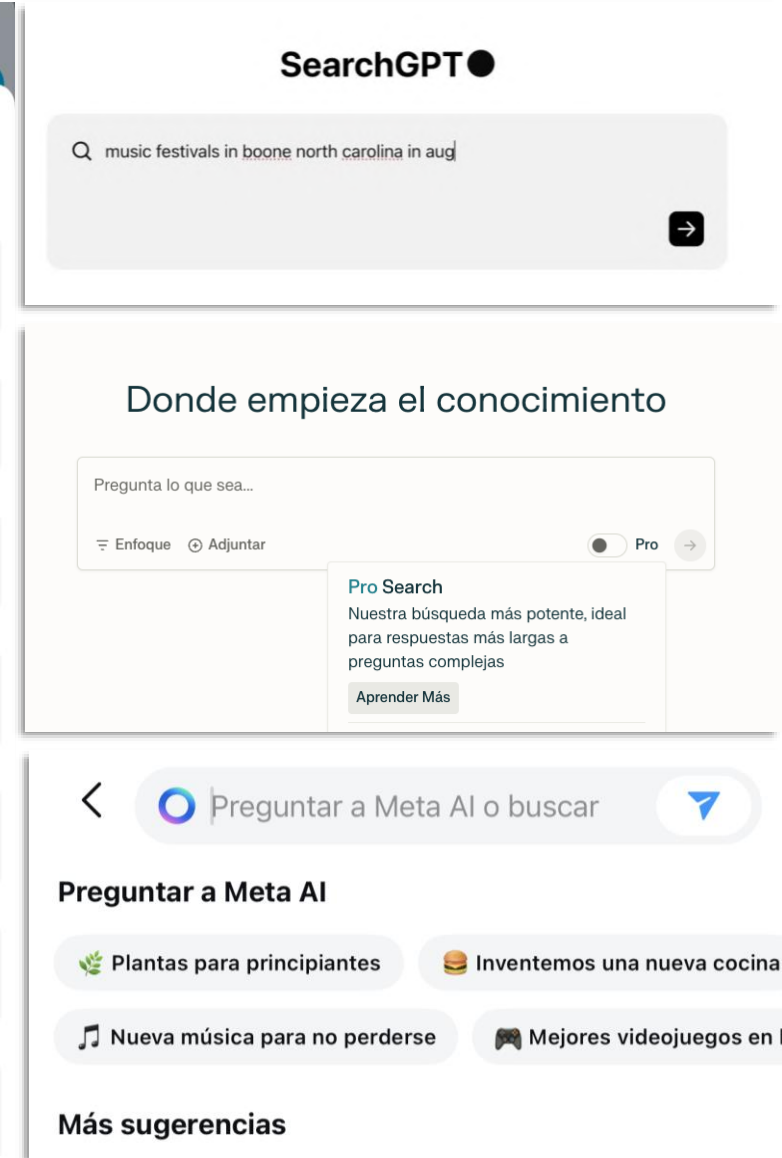 SearchGPT
music festivals in boone north carolina in aug
Donde empieza el conocimiento
Pregunta lo que sea...
Enfoque Adjuntar Pro
Pro Search
Nuestra búsqueda más potente, ideal
para respuestas más largas a
preguntas complejas
Aprender Más
Preguntar a Meta AI o buscar
Preguntar a Meta AI
🌿 Plantas para principiantes 🍔 Inventemos una nueva cocina
🎵 Nueva música para no perderse 🎮 Mejores videojuegos en
Más sugerencias